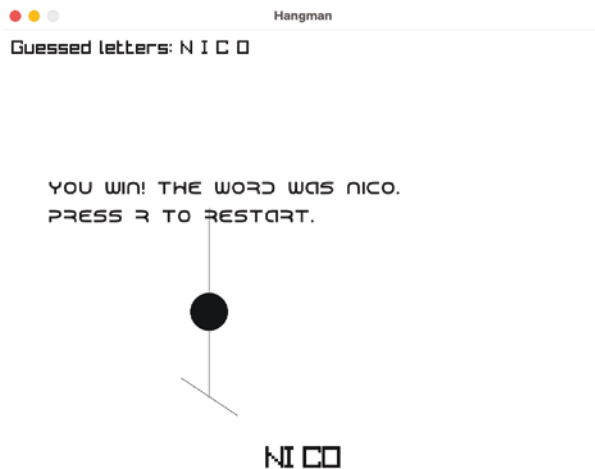 Hangman
Guessed letters: N I C O
YOU WIN! THE WORD WAS NICO.
PRESS R TO RESTART.
NICO